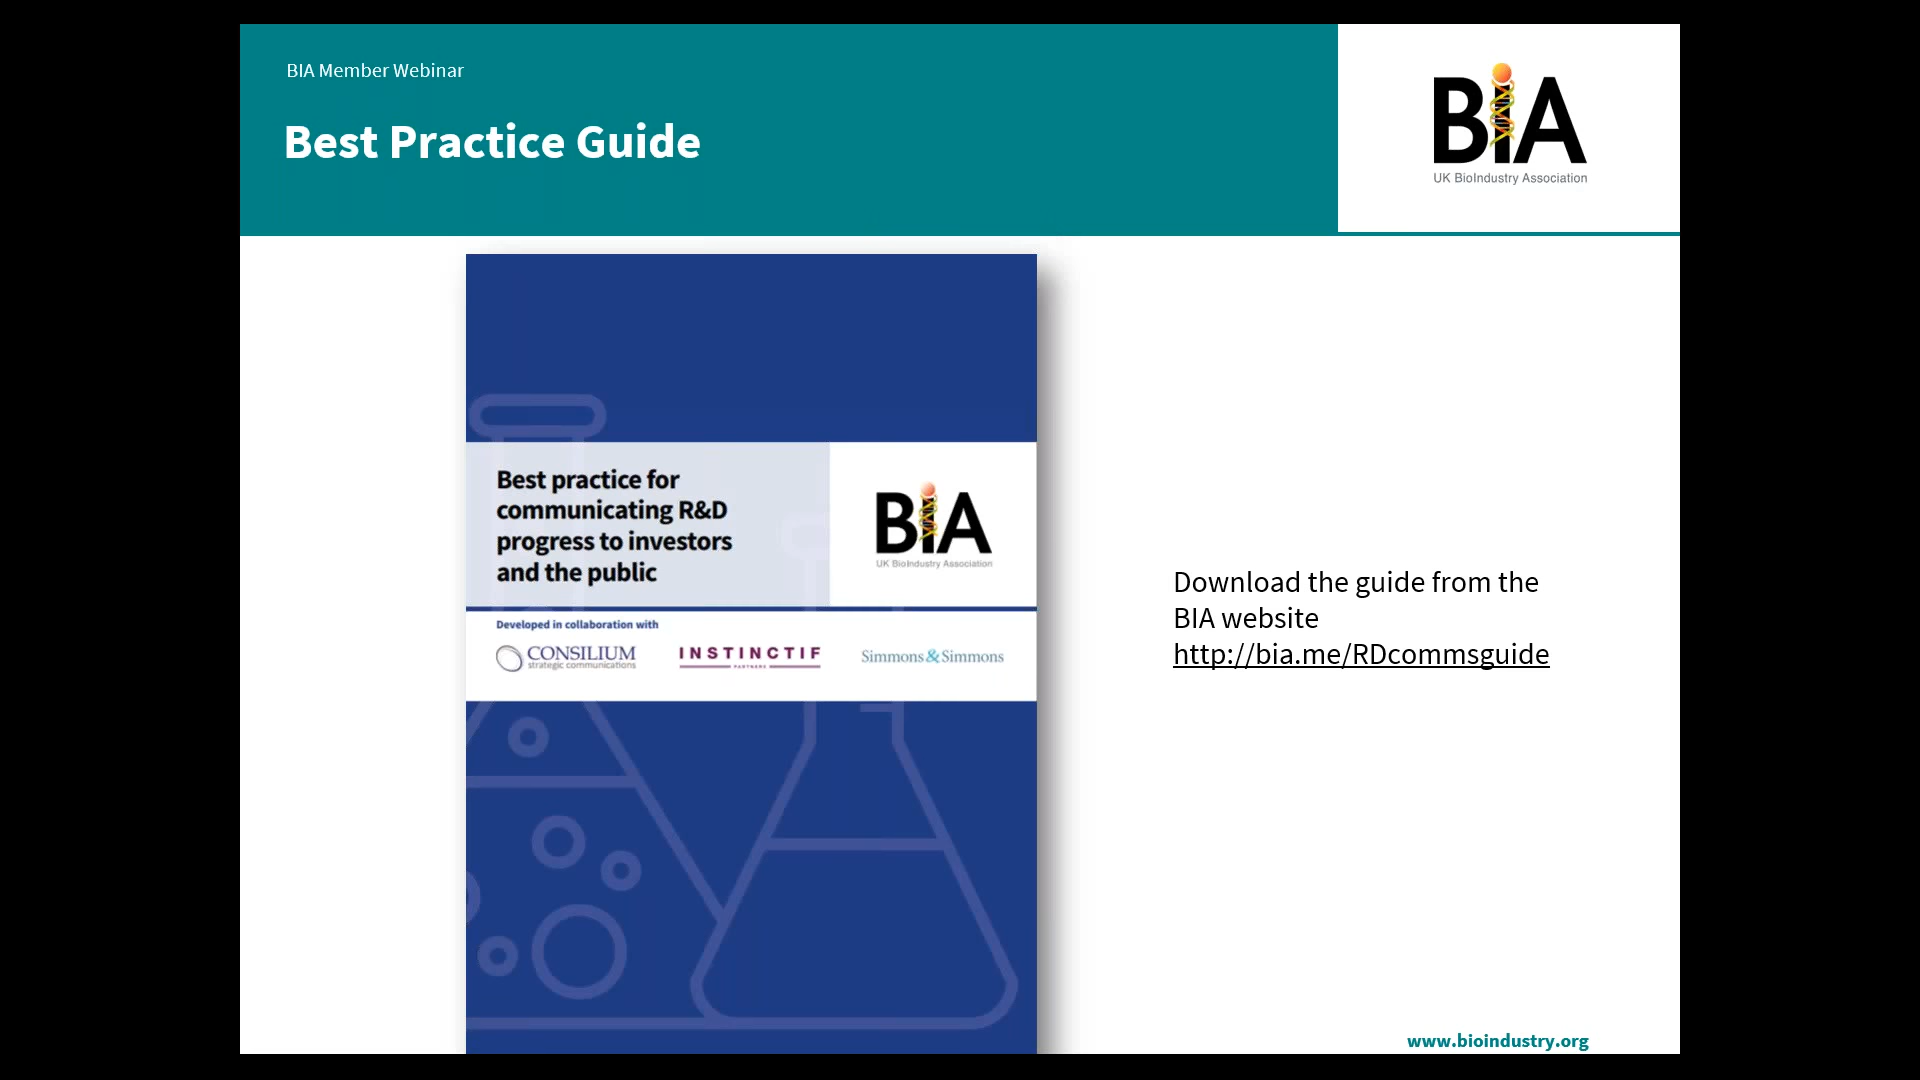 BIA Member Webinar
Best Practice Guide
BIA
UK BioIndustry Association
Best practice for
communicating R&D
progress to investors
and the public
BIA
UK BioIndustry Association
Developed in collaboration with
CONSILIUM
strategic communications
INSTINCTIF
PARTNERS
Simmons&Simmons
Download the guide from the
BIA website
http://bia.me/RDcommsguide
www.bioindustry.org